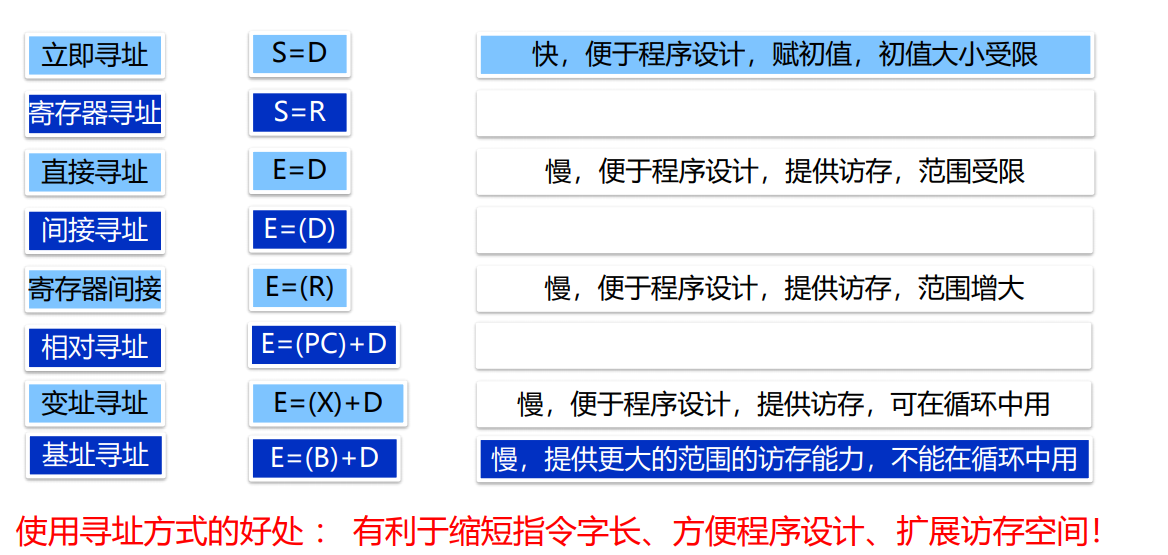 立即寻址 S=D 快，便于程序设计，赋初值，初值大小受限
寄存器寻址 S=R
直接寻址 E=D 慢，便于程序设计，提供访存，范围受限
间接寻址 E=(D)
寄存器间接 E=(R) 慢，便于程序设计，提供访存，范围增大
相对寻址 E=(PC)+D
变址寻址 E=(X)+D 慢，便于程序设计，提供访存，可在循环中用
基址寻址 E=(B)+D 慢，提供更大的范围的访存能力，不能在循环中用
使用寻址方式的好处： 有利于缩短指令字长、方便程序设计、扩展访存空间！